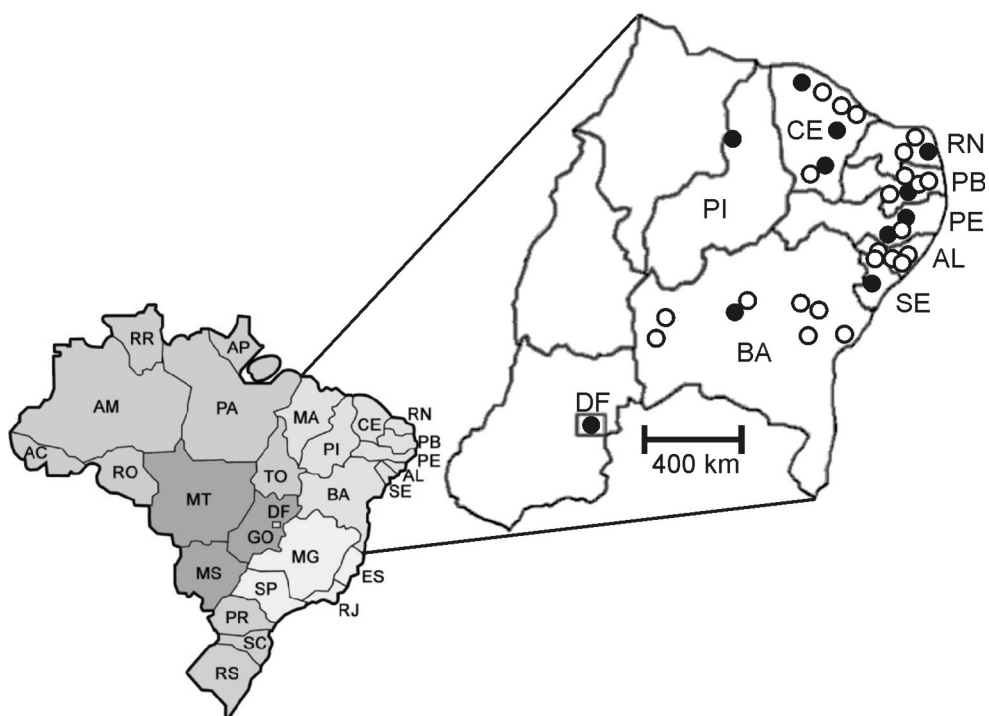 CE
RN
PB
PI
PE
AL
SE
BA
DF
400 km
RR
AP
AM
PA
MA
CE
RN
PI
PB
PE
AC
RO
TO
AL
SE
MT
BA
DF
GO
MG
MS
ES
SP
RJ
PR
SC
RS